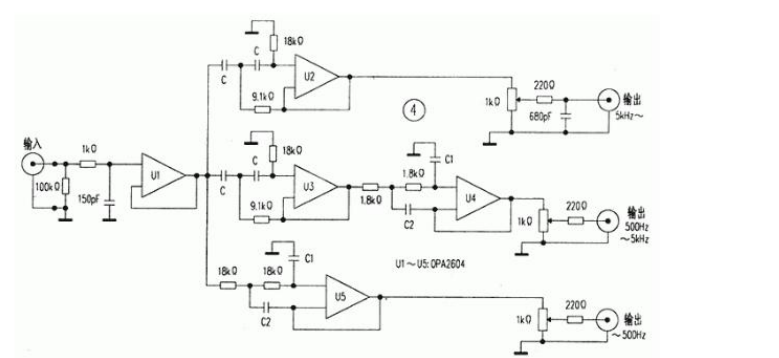 18kΩ
C
C
U2
9.1kΩ
1kΩ
220Ω
680pF
输出
5kHz~
④
输入
1kΩ
100kΩ
150pF
U1
18kΩ
C
C
U3
9.1kΩ
1.8kΩ
1.8kΩ
C1
C2
U4
1kΩ
220Ω
输出
500Hz
~5kHz
U1~U5:OPA2604
18kΩ
18kΩ
C1
C2
U5
1kΩ
220Ω
输出
~500Hz